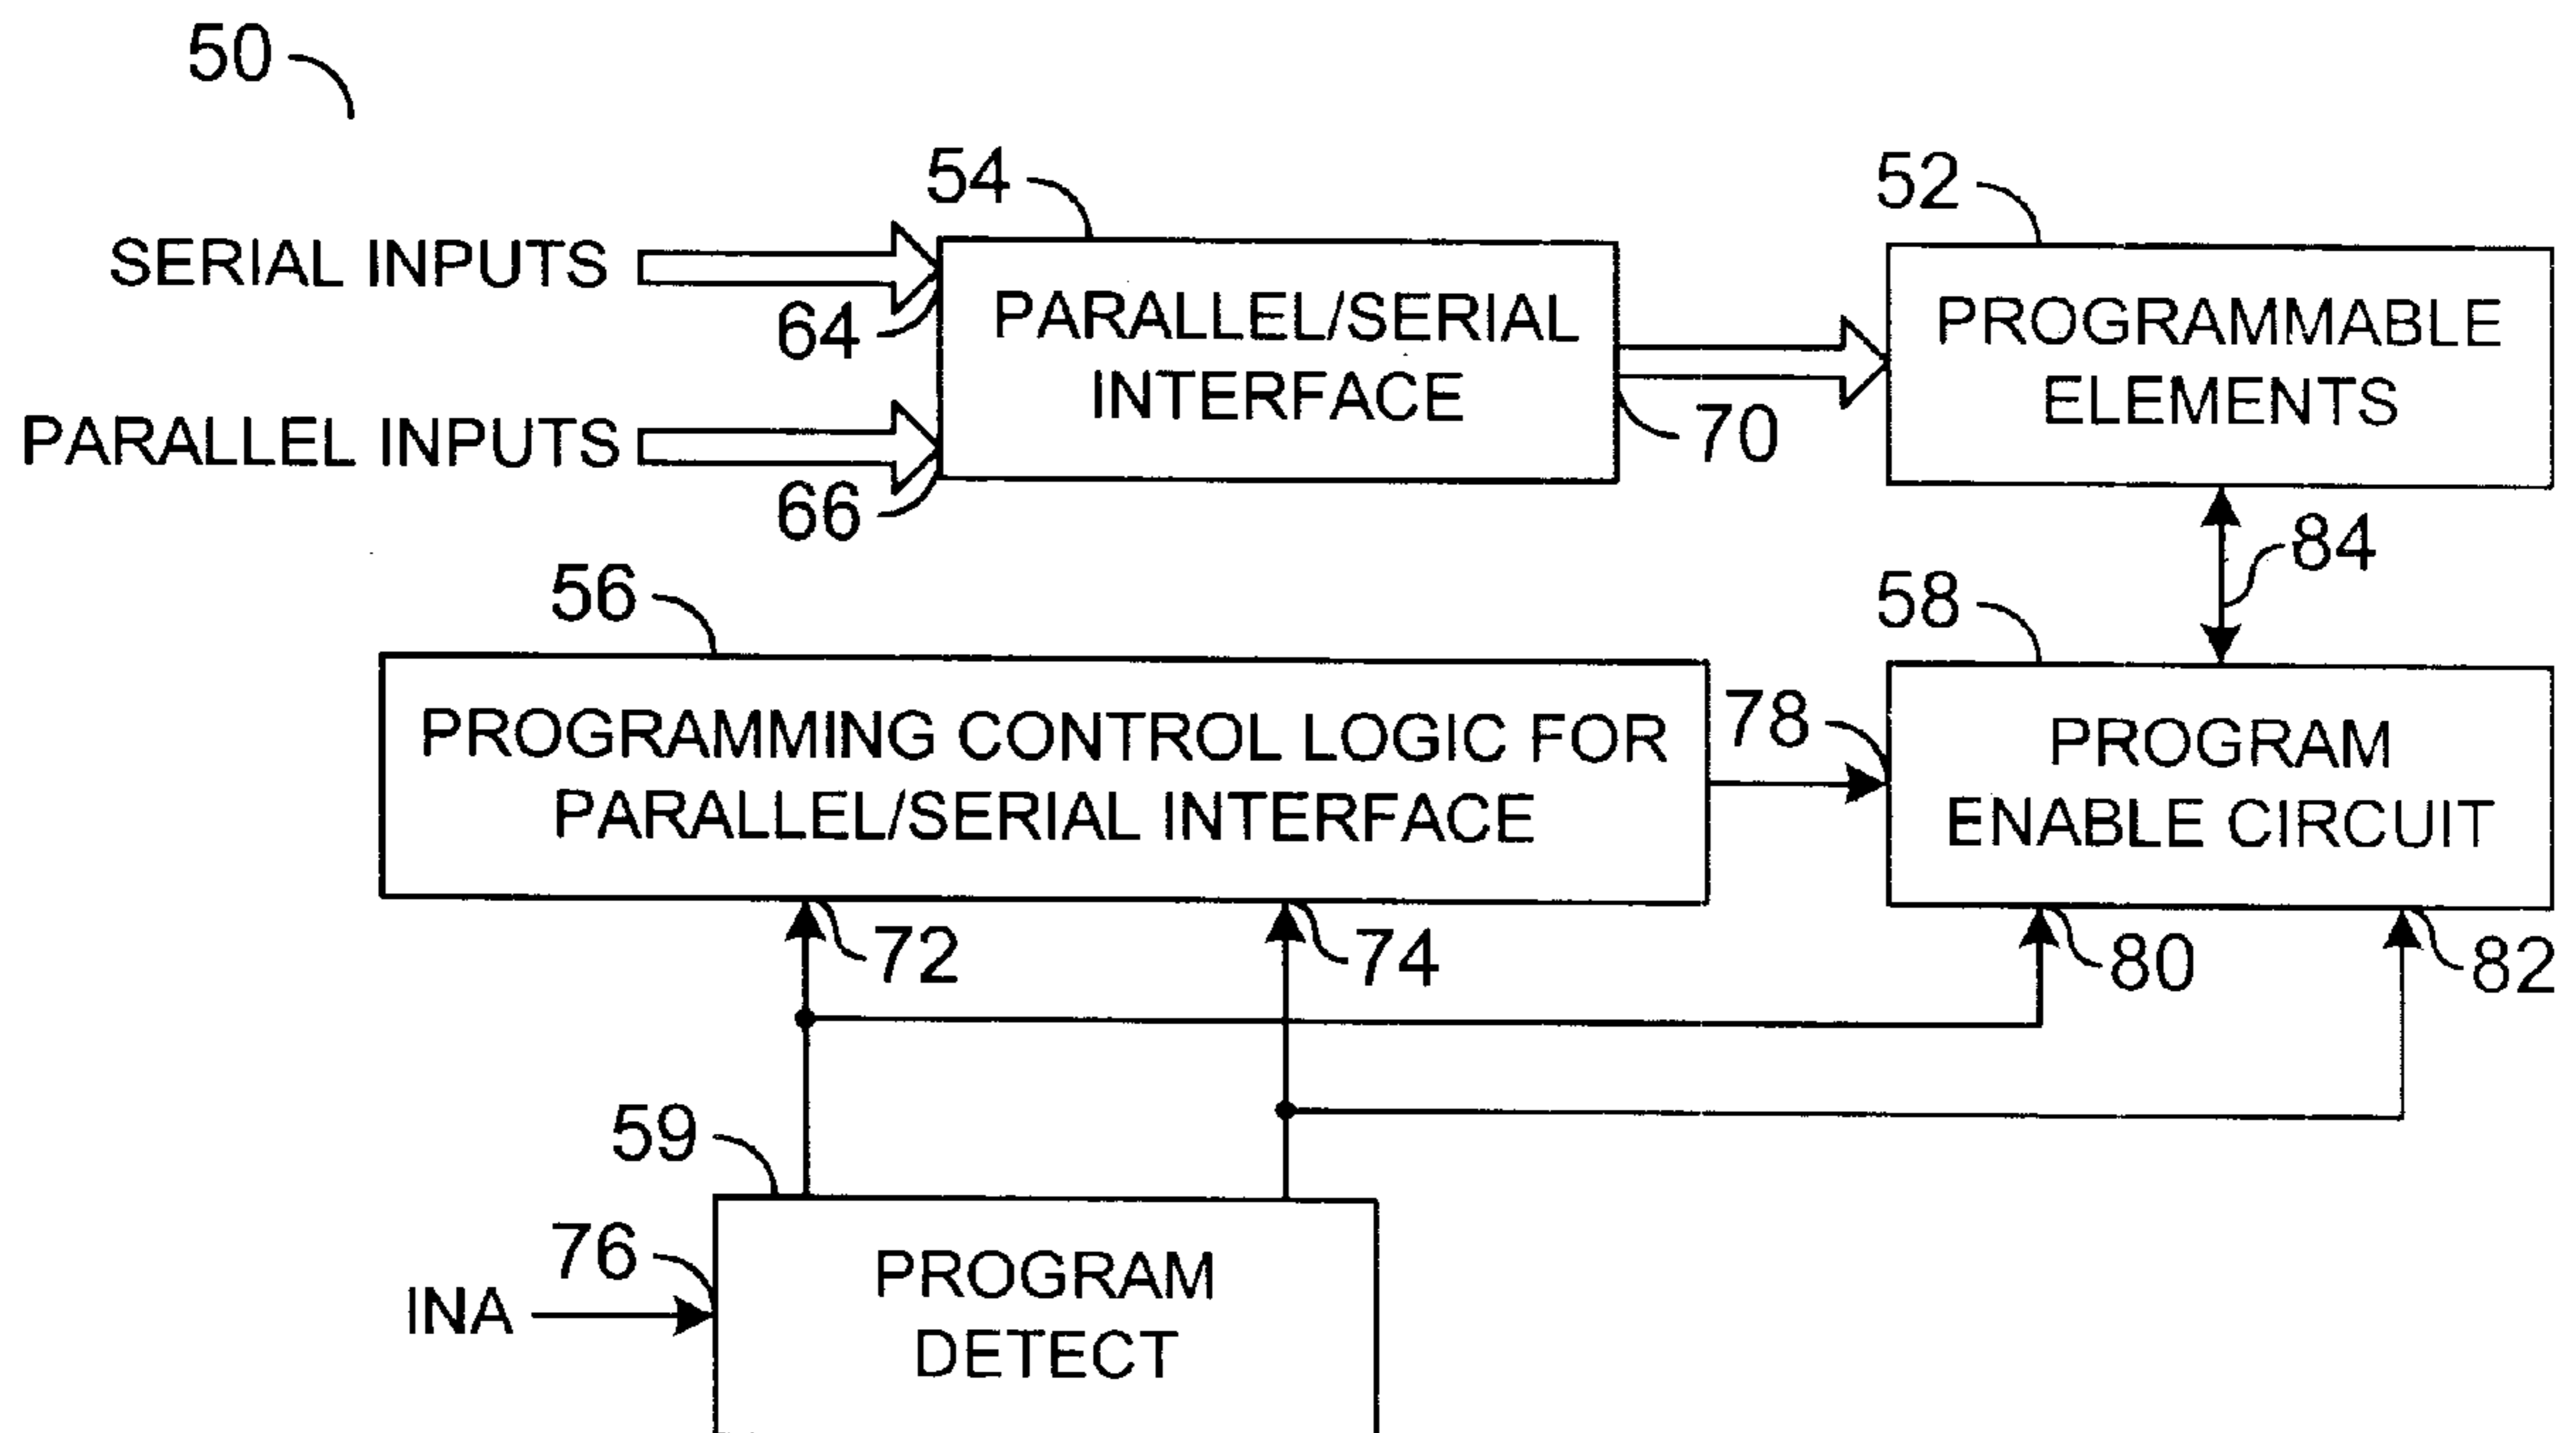 50
54
52
SERIAL INPUTS
64
PARALLEL/SERIAL
INTERFACE
PROGRAMMABLE
ELEMENTS
PARALLEL INPUTS
66
70
84
56
58
PROGRAMMING CONTROL LOGIC FOR
PARALLEL/SERIAL INTERFACE
78
PROGRAM
ENABLE CIRCUIT
72
74
80
82
59
76
INA
PROGRAM
DETECT